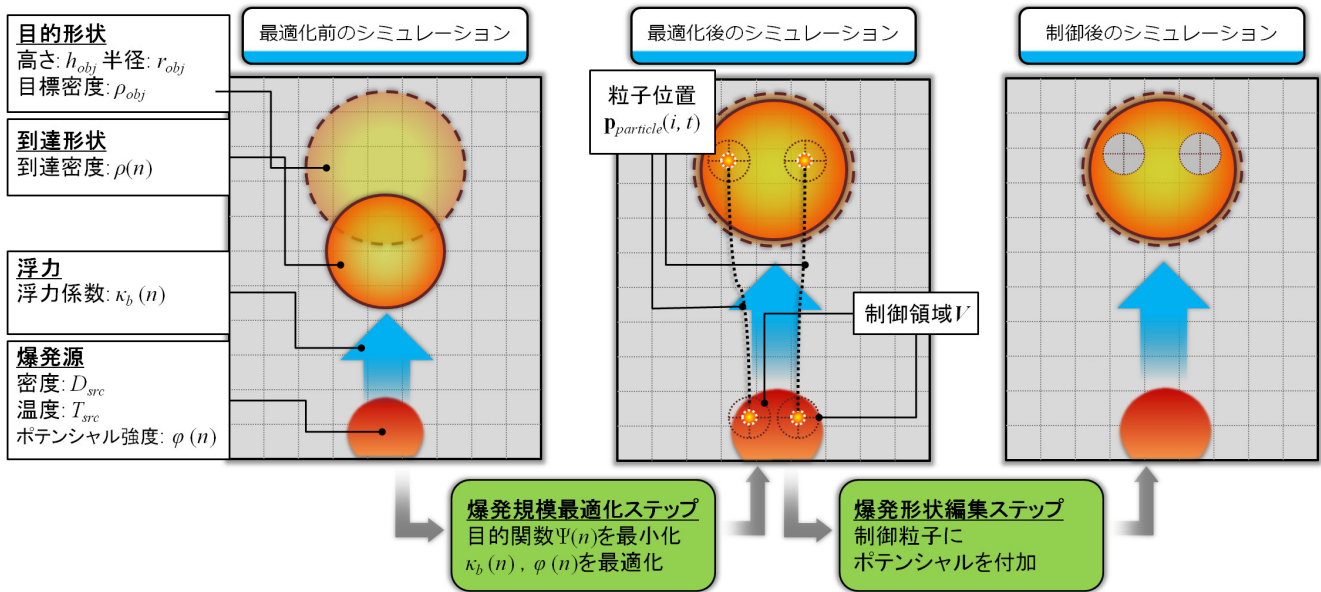 目的形状
高さ: h_obj 半径: r_obj
目標密度: ρ_obj
到達形状
到達密度: ρ(n)
浮力
浮力係数: κ_b (n)
爆発源
密度: D_src
温度: T_src
ポテンシャル強度: φ (n)
最適化前のシミュレーション
最適化後のシミュレーション
粒子位置
p_particle(i, t)
制御領域V
制御後のシミュレーション
爆発規模最適化ステップ
目的関数Ψ(n)を最小化
κ_b (n) , φ (n)を最適化
爆発形状編集ステップ
制御粒子に
ポテンシャルを付加